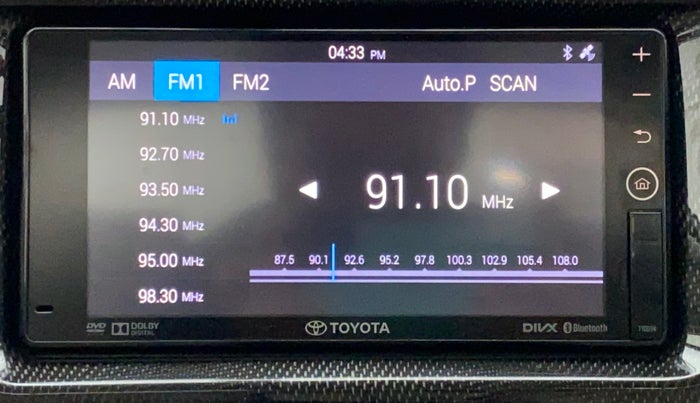 04:33 PM
AM FM1 FM2 Auto.P SCAN
91.10 MHz
92.70 MHz
93.50 MHz
94.30 MHz
95.00 MHz
98.30 MHz
91.10 MHz
87.5 90.1 92.6 95.2 97.8 100.3 102.9 105.4 108.0
DVD DOLBY DIGITAL TOYOTA DIVX Bluetooth